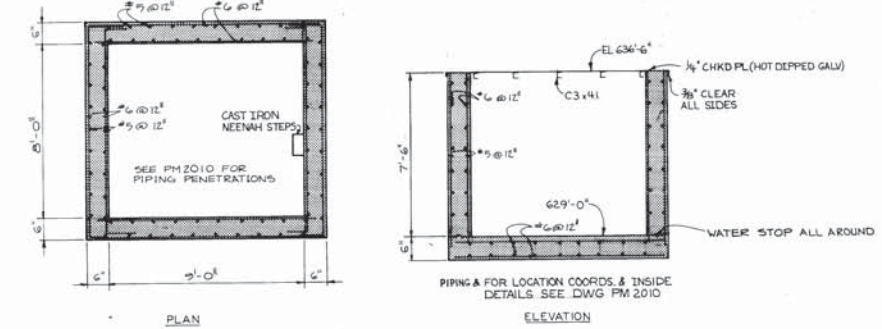 #5 @ 12" #6 @ 12"
6"
8'-0"
6"
#6 @ 12"
#5 @ 12"
CAST IRON
NEENAH STEPS
SEE PM2010 FOR
PIPING PENETRATIONS
6" 9'-0" 6"
PLAN
EL 636'-6"
1/4" CHKD PL (HOT DIPPED GALV)
3/8" CLEAR
ALL SIDES
#6 @ 12"
C3 x 4.1
#5 @ 12"
7'-6"
629'-0"
#6 @ 12"
6"
WATER STOP ALL AROUND
PIPING & FOR LOCATION COORDS. & INSIDE
DETAILS SEE DWG PM 2010
ELEVATION